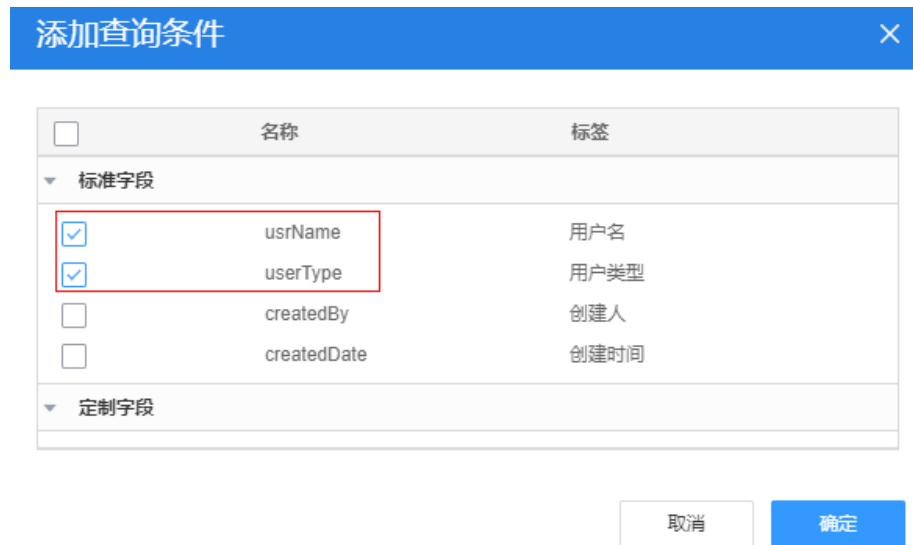 添加查询条件
名称 标签
标准字段
usrName 用户名
userType 用户类型
createdBy 创建人
createdDate 创建时间
定制字段
取消 确定